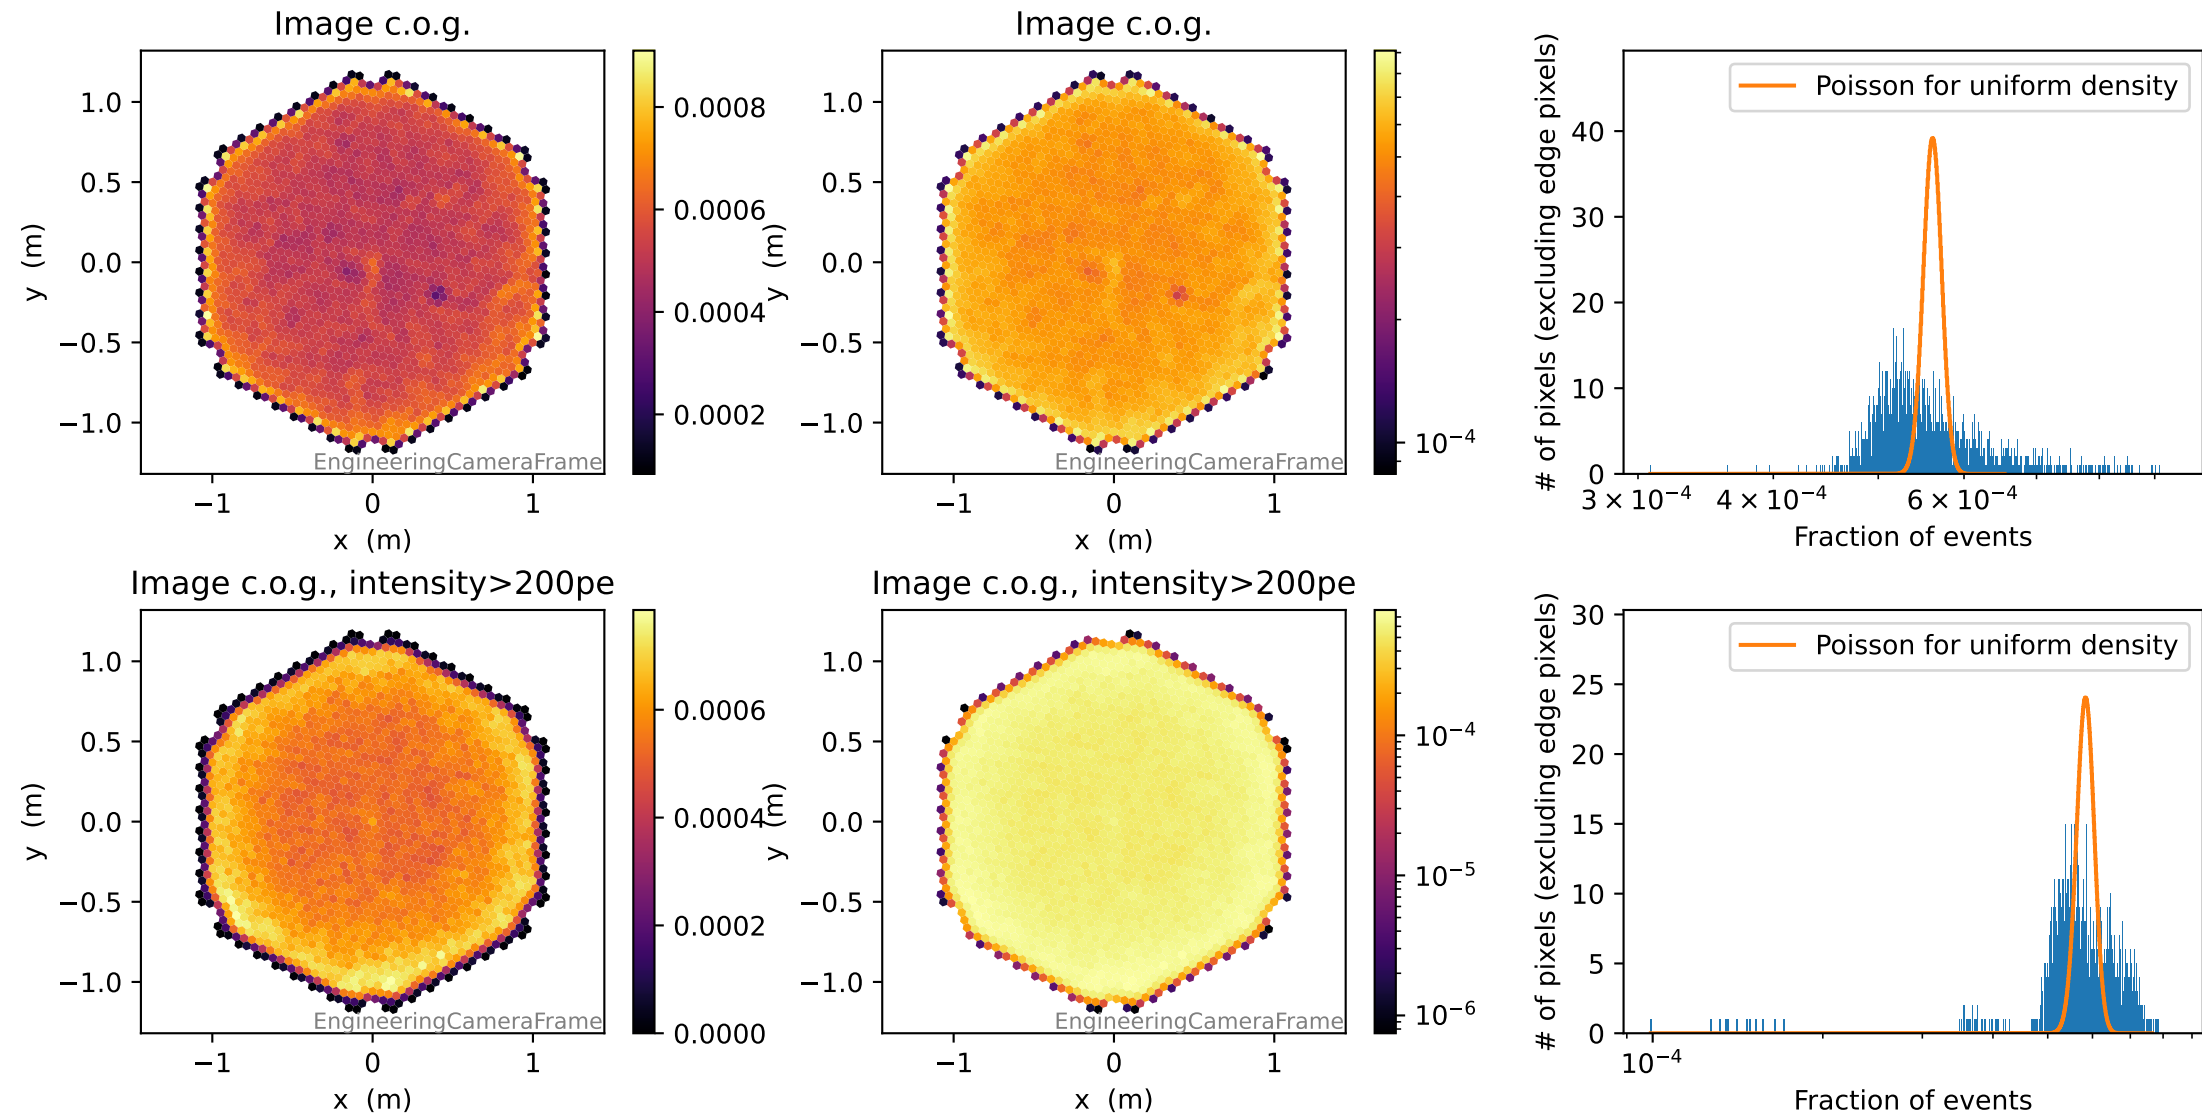 Image c.o.g.
y (m)
1.0
0.5
0.0
−0.5
−1.0
EngineeringCameraFrame
−1 0 1
x (m)
0.0008
0.0006
0.0004
0.0002
Image c.o.g.
y (m)
1.0
0.5
0.0
−0.5
−1.0
EngineeringCameraFrame
−1 0 1
x (m)
10⁻⁴
# of pixels (excluding edge pixels)
Poisson for uniform density
40
30
20
10
0
3 × 10⁻⁴ 4 × 10⁻⁴ 6 × 10⁻⁴
Fraction of events
Image c.o.g., intensity>200pe
y (m)
1.0
0.5
0.0
−0.5
−1.0
EngineeringCameraFrame
−1 0 1
x (m)
0.0006
0.0004
0.0002
0.0000
Image c.o.g., intensity>200pe
y (m)
1.0
0.5
0.0
−0.5
−1.0
EngineeringCameraFrame
−1 0 1
x (m)
10⁻⁴
10⁻⁵
10⁻⁶
# of pixels (excluding edge pixels)
Poisson for uniform density
30
25
20
15
10
5
0
10⁻⁴
Fraction of events